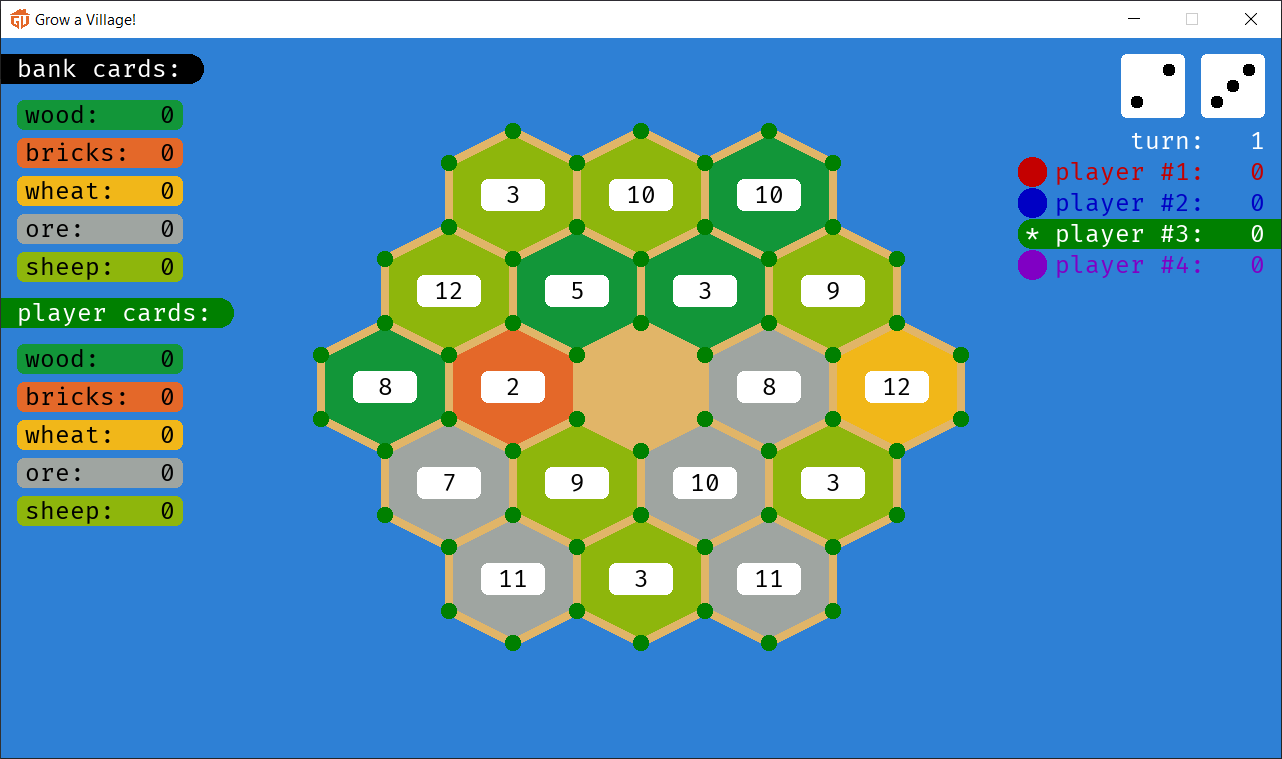 Grow a Village!
bank cards:
wood: 0
bricks: 0
wheat: 0
ore: 0
sheep: 0
player cards:
wood: 0
bricks: 0
wheat: 0
ore: 0
sheep: 0
3 10 10
12 5 3 9
8 2 8 12
7 9 10 3
11 3 11
turn: 1
player #1: 0
player #2: 0
* player #3: 0
player #4: 0